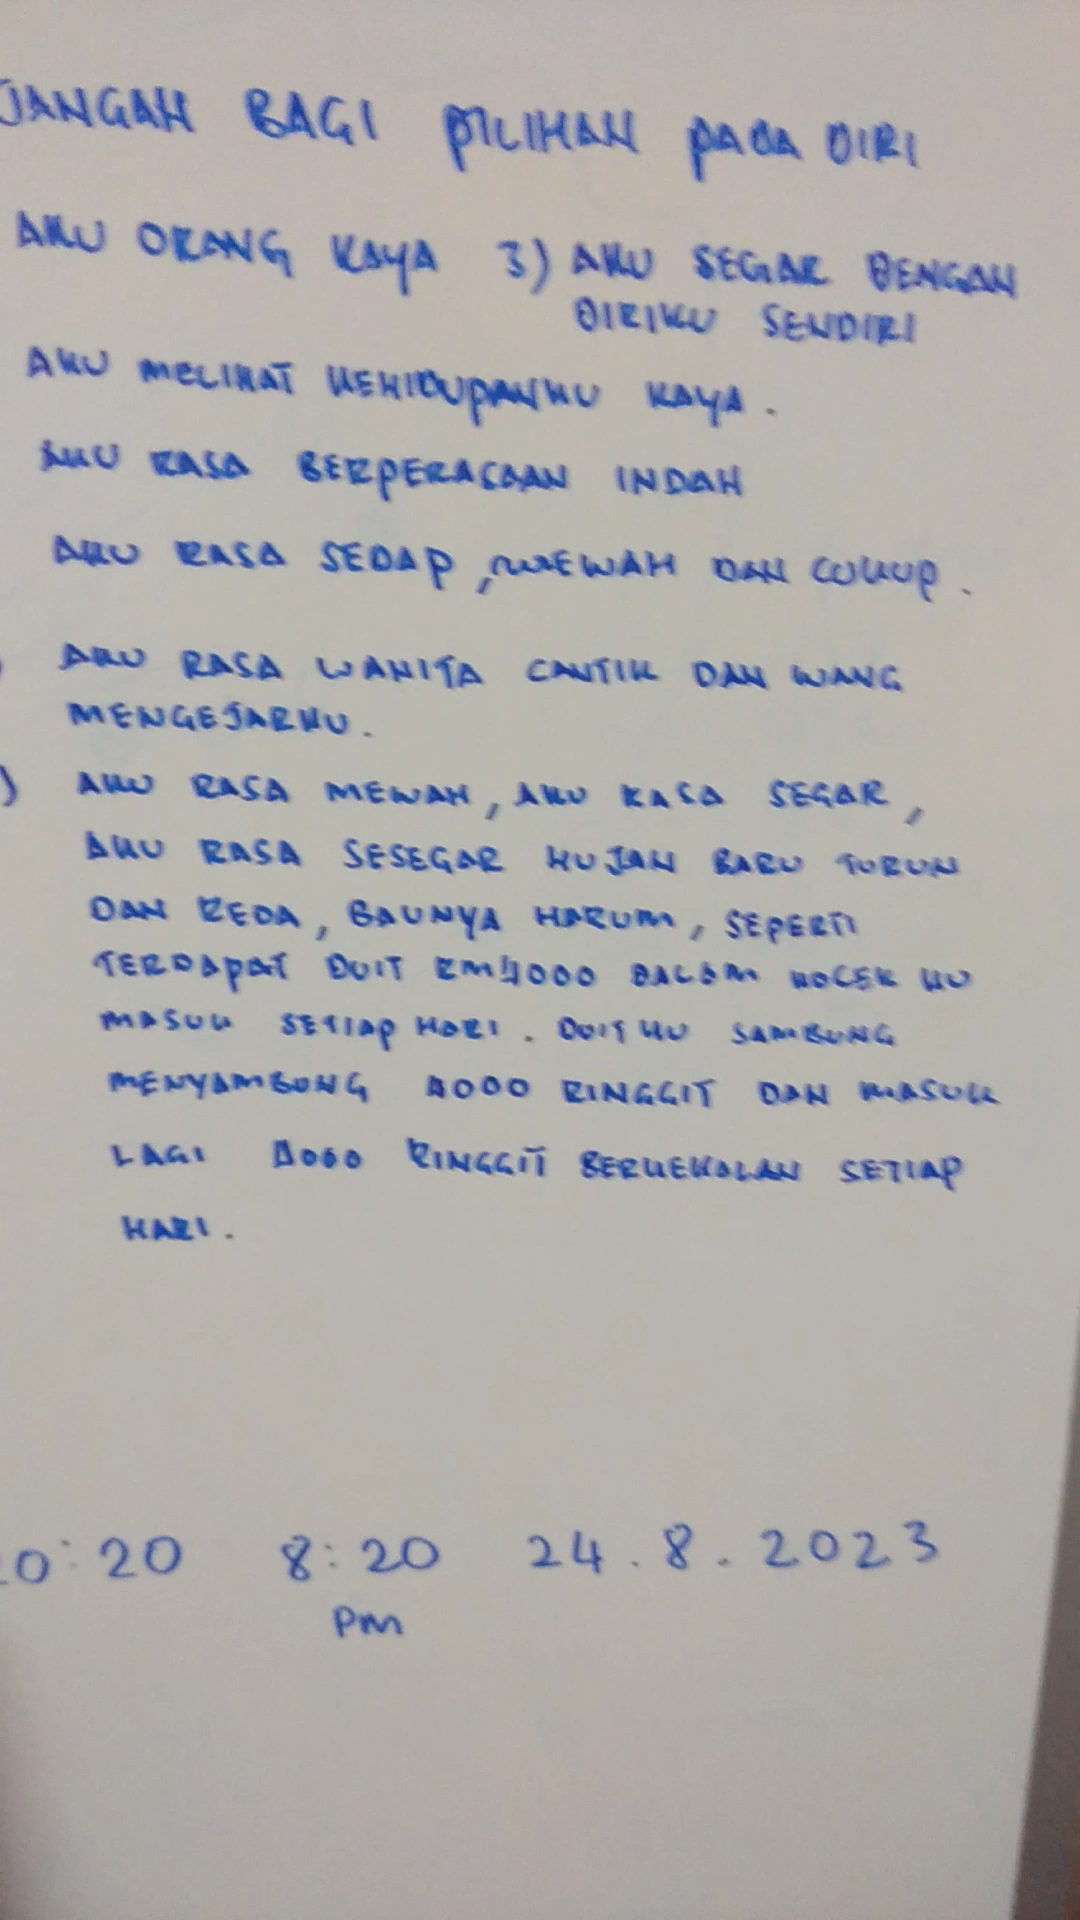 JANGAN BAGI PILIHAN PADA DIRI
AKU ORANG KAYA 3) AKU SEGAR DENGAN
DIRIKU SENDIRI
AKU MELIHAT KEHIDUPANKU KAYA.
AKU RASA BERPERASAAN INDAH
AKU RASA SEDAP, MEWAH DAN CUKUP.
AKU RASA WANITA CANTIK DAN WANG
MENGEJARKU.
) AKU RASA MEWAH, AKU RASA SEGAR,
AKU RASA SESEGAR HUJAN BARU TURUN
DAN REDA, BAUNYA HARUM, SEPERTI
TERDAPAT DUIT RM4000 DALAM KOCEK KU
MASUK SETIAP HARI. DUIT KU SAMBUNG
MENYAMBUNG 4000 RINGGIT DAN MASUK
LAGI 4000 RINGGIT BERKEKALAN SETIAP
HARI.
20:20 8:20 24.8.2023
PM